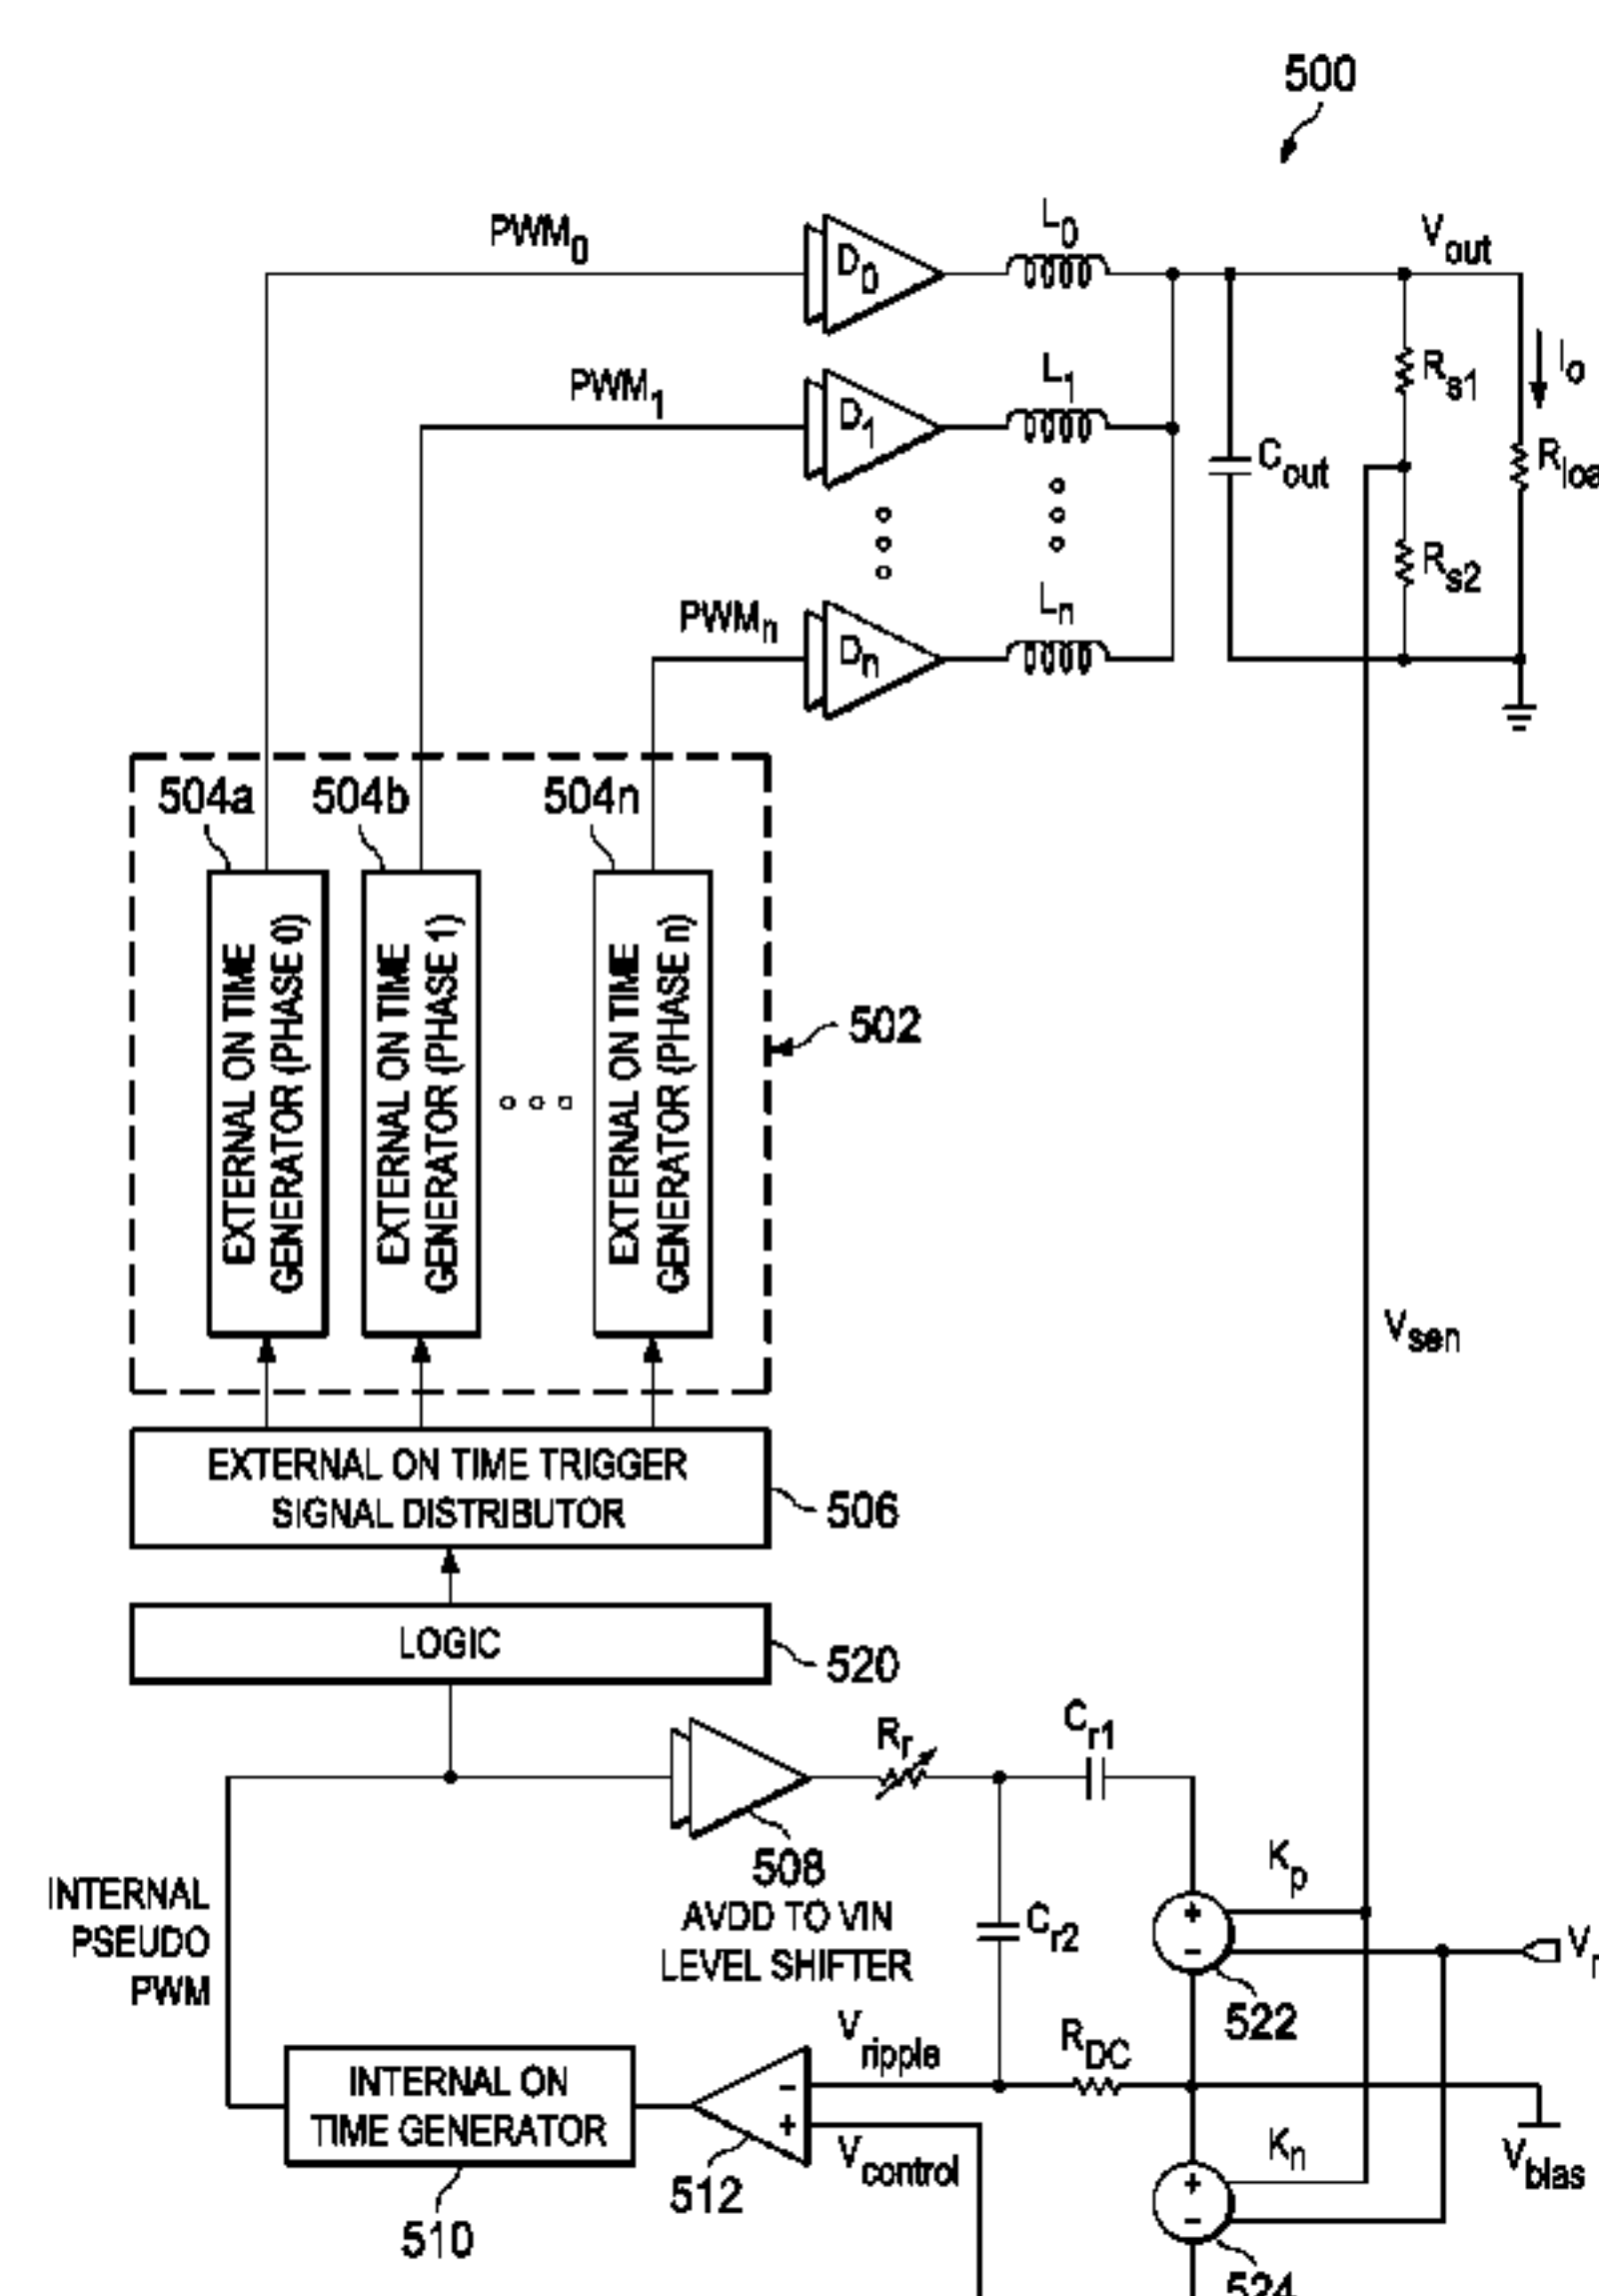 500
PWM0
D0
L0
Vout
PWM1
D1
L1
Rs1
Io
Cout
Rs2
PWMn
Dn
Ln
504a
504b
504n
EXTERNAL ON TIME
GENERATOR (PHASE 0)
EXTERNAL ON TIME
GENERATOR (PHASE 1)
EXTERNAL ON TIME
GENERATOR (PHASE n)
502
Vsen
EXTERNAL ON TIME TRIGGER
SIGNAL DISTRIBUTOR
506
LOGIC
520
Rr
Cr1
508
AVDD TO VIN
LEVEL SHIFTER
INTERNAL
PSEUDO
PWM
Cr2
Kp
+
-
522
Vripple
RDC
INTERNAL ON
TIME GENERATOR
510
-
+
512
Vcontrol
Kn
+
-
Vbias
524